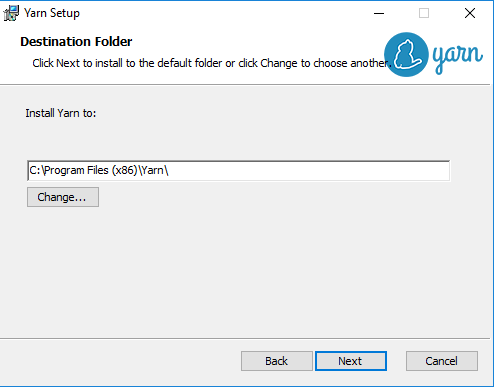 Yarn Setup
Destination Folder
Click Next to install to the default folder or click Change to choose another.
yarn
Install Yarn to:
C:\Program Files (x86)\Yarn\
Change...
Back Next Cancel